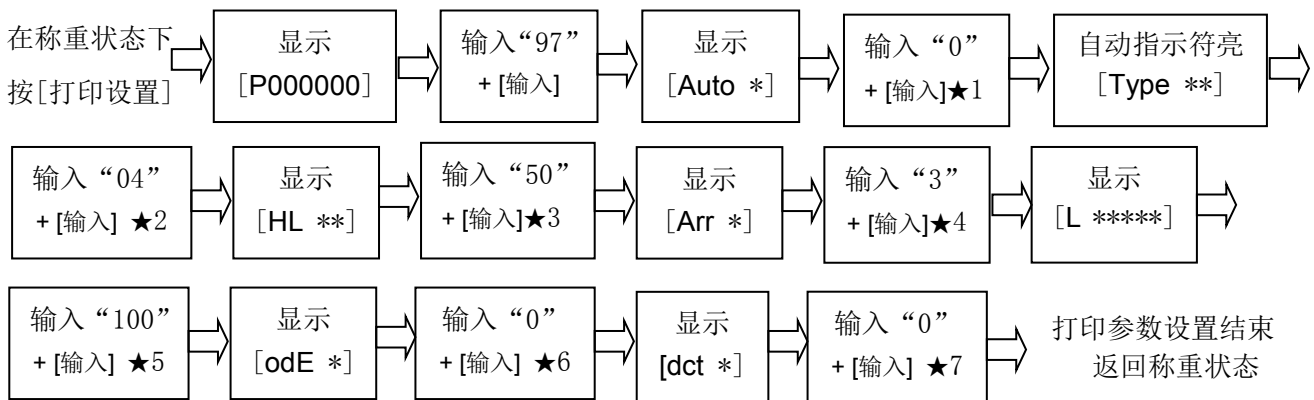 在称重状态下
按[打印设置]
显示
[P000000]
输入“97”
+ [输入]
显示
[Auto *]
输入“0”
+ [输入]★1
自动指示符亮
[Type **]
输入“04”
+ [输入] ★2
显示
[HL **]
输入“50”
+ [输入]★3
显示
[Arr *]
输入“3”
+ [输入]★4
显示
[L *****]
输入“100”
+ [输入] ★5
显示
[odE *]
输入“0”
+ [输入] ★6
显示
[dct *]
输入“0”
+ [输入] ★7
打印参数设置结束
返回称重状态